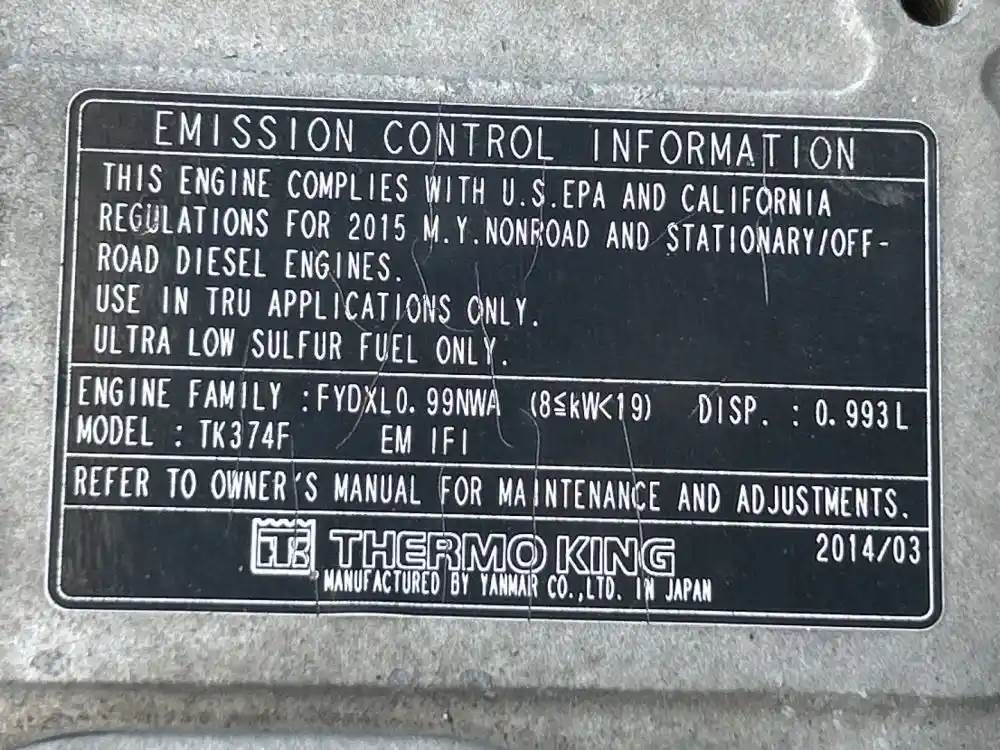 EMISSION CONTROL INFORMATION
THIS ENGINE COMPLIES WITH U.S.EPA AND CALIFORNIA
REGULATIONS FOR 2015 M.Y.NONROAD AND STATIONARY/OFF-
ROAD DIESEL ENGINES.
USE IN TRU APPLICATIONS ONLY.
ULTRA LOW SULFUR FUEL ONLY.
ENGINE FAMILY :FYDXL0.99NWA (8≦kW<19) DISP. : 0.993L
MODEL : TK374F EM IFI
REFER TO OWNER'S MANUAL FOR MAINTENANCE AND ADJUSTMENTS.
TK THERMO KING 2014/03
MANUFACTURED BY YANMAR CO.,LTD. IN JAPAN